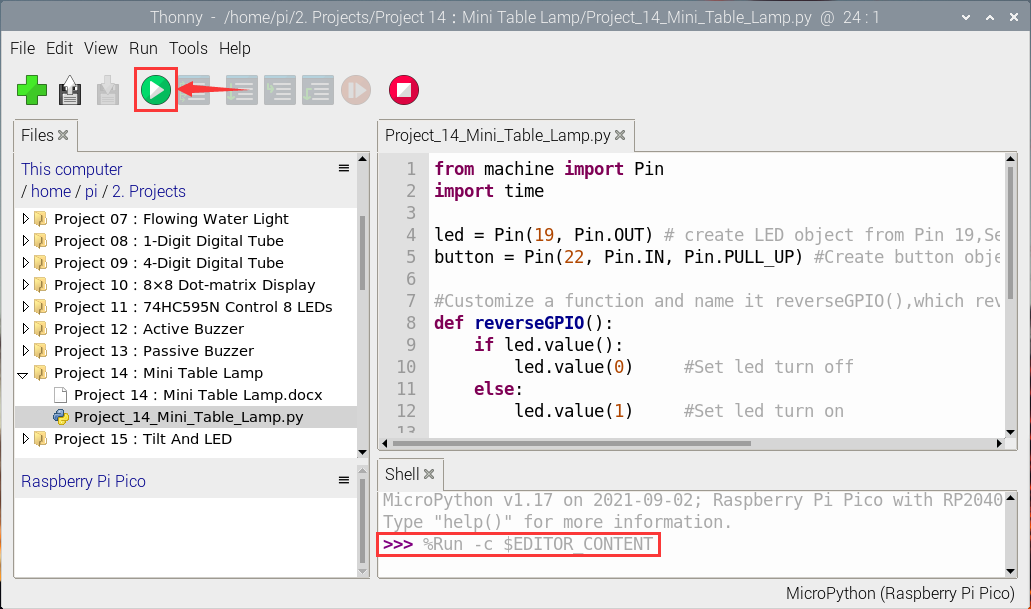 Thonny - /home/pi/2. Projects/Project 14 : Mini Table Lamp/Project_14_Mini_Table_Lamp.py @ 24 : 1
File Edit View Run Tools Help
Files
This computer
/ home / pi / 2. Projects
Project 07 : Flowing Water Light
Project 08 : 1-Digit Digital Tube
Project 09 : 4-Digit Digital Tube
Project 10 : 8×8 Dot-matrix Display
Project 11 : 74HC595N Control 8 LEDs
Project 12 : Active Buzzer
Project 13 : Passive Buzzer
Project 14 : Mini Table Lamp
Project 14 : Mini Table Lamp.docx
Project_14_Mini_Table_Lamp.py
Project 15 : Tilt And LED
Raspberry Pi Pico
Project_14_Mini_Table_Lamp.py
1 from machine import Pin
2 import time
3
4 led = Pin(19, Pin.OUT) # create LED object from Pin 19,Se
5 button = Pin(22, Pin.IN, Pin.PULL_UP) #Create button obje
6
7 #Customize a function and name it reverseGPIO(),which rev
8 def reverseGPIO():
9 if led.value():
10 led.value(0) #Set led turn off
11 else:
12 led.value(1) #Set led turn on
13
Shell
MicroPython v1.17 on 2021-09-02; Raspberry Pi Pico with RP2040
Type "help()" for more information.
>>> %Run -c $EDITOR_CONTENT
MicroPython (Raspberry Pi Pico)